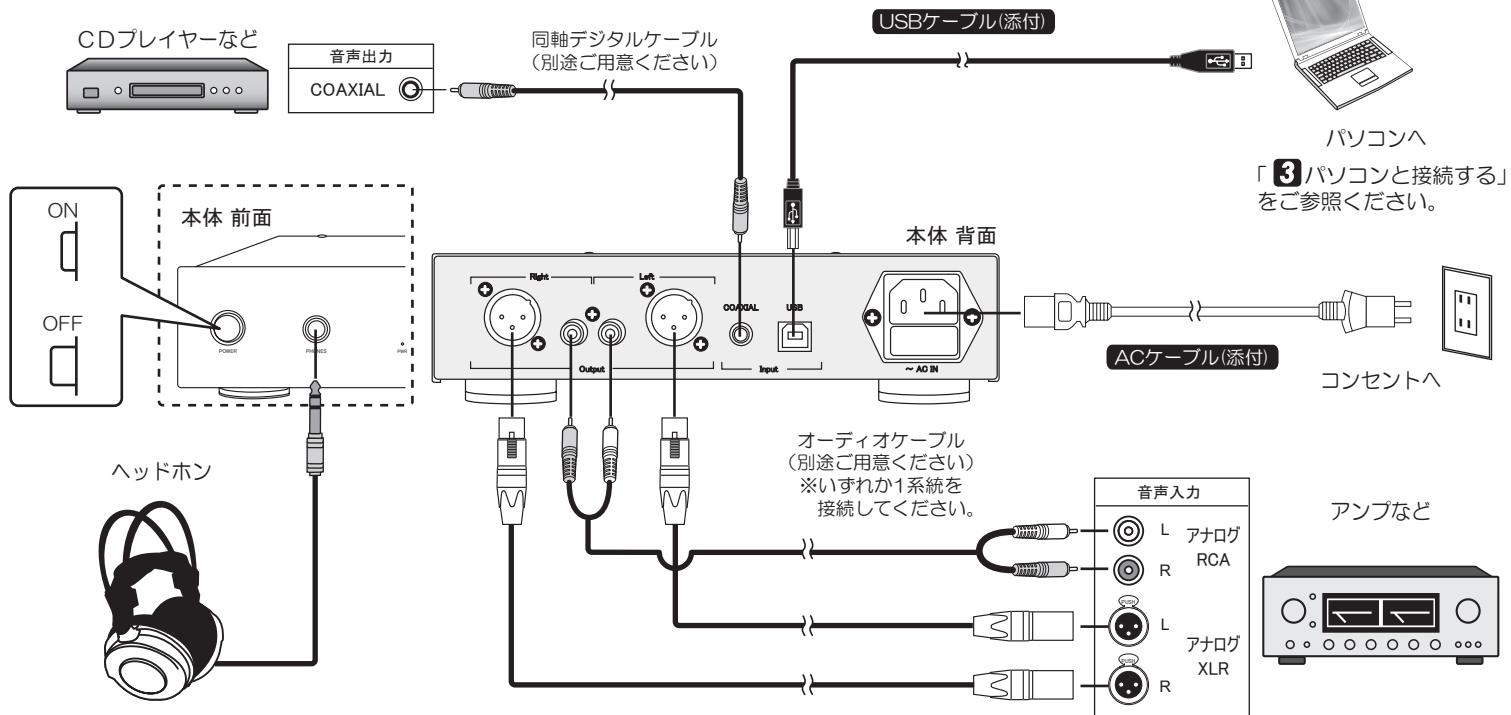 USBケーブル(添付)
CDプレイヤーなど
音声出力
COAXIAL
同軸デジタルケーブル
(別途ご用意ください)
パソコンへ
「3パソコンと接続する」
をご参照ください。
ON
OFF
本体 前面
POWER
PHONES
PWR
本体 背面
Right
Left
COAXIAL
USB
Output
Input
~ AC IN
ACケーブル(添付)
コンセントへ
ヘッドホン
オーディオケーブル
(別途ご用意ください)
※いずれか1系統を
接続してください。
音声入力
L
R
アナログ
RCA
PUSH
L
PUSH
R
アナログ
XLR
アンプなど